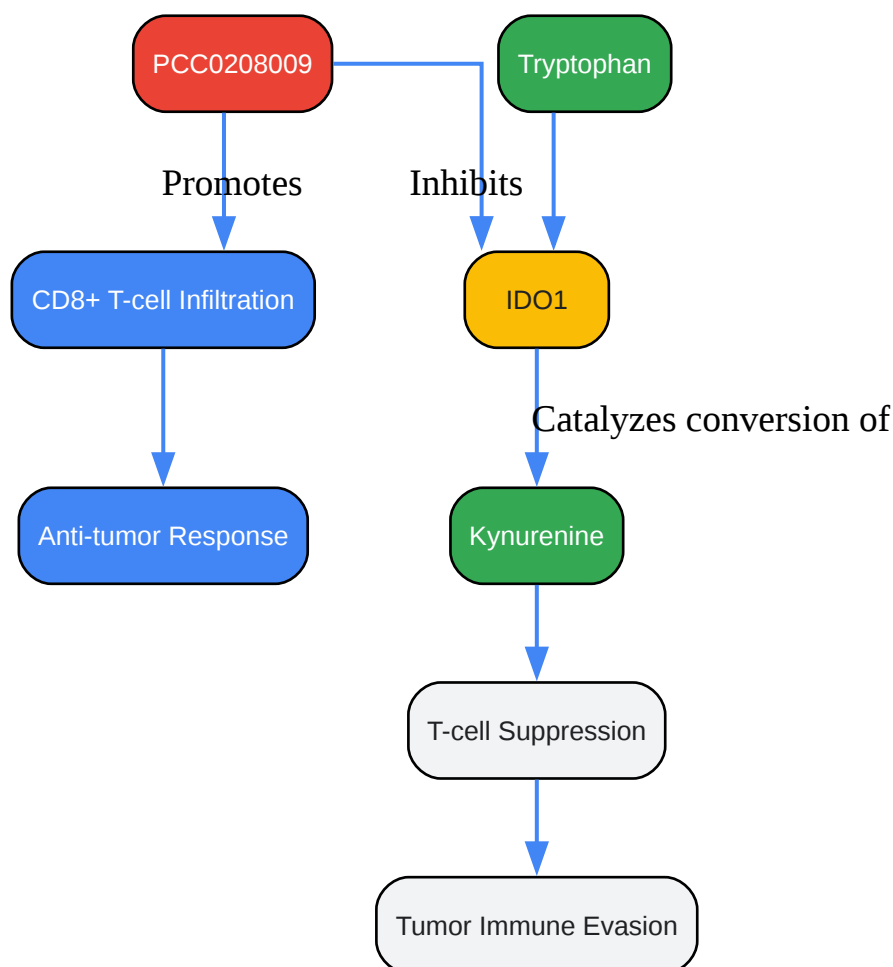 PCC0208009
Tryptophan
Promotes
Inhibits
CD8+ T-cell Infiltration
IDO1
Catalyzes conversion of
Anti-tumor Response
Kynurenine
T-cell Suppression
Tumor Immune Evasion